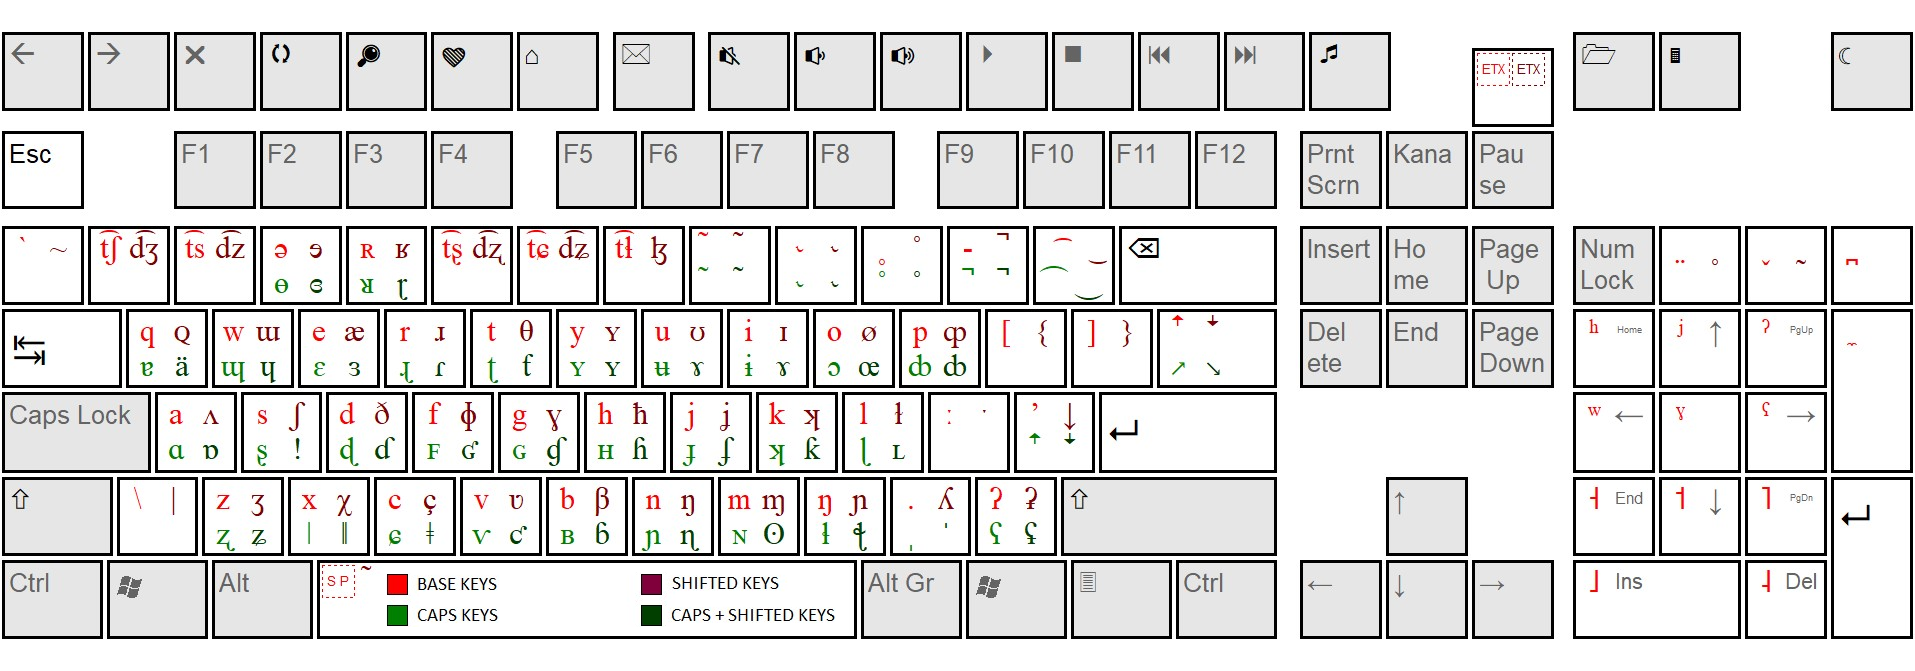 ETX ETX
Esc F1 F2 F3 F4 F5 F6 F7 F8 F9 F10 F11 F12 Prnt Scrn Kana Pau se
` ~ t͡ʃ d͡ʒ t͡s d͡z ə ɘ ʀ ʁ t͡ʂ d͡ʐ t͡ɕ d͡ʑ t͡ɬ ɮ Insert Ho me Page Up Num Lock
ɵ ɞ ᴚ ɽ
q Q w ɯ e æ r ɹ t θ y ʏ u ʊ i ɪ o ø p ȹ [ { ] } Del ete End Page Down h Home j ↑ ʔ PgUp
ɐ ä ɰ ɥ ɛ ɜ ɻ ɾ ʈ ƭ ʏ ʏ ʉ ɤ ɨ ɤ ɔ œ ȸ ȸ ↗ ↘
Caps Lock a ʌ s ʃ d ð f ɸ g ɣ h ħ j ʝ k ʞ l ɫ : · ʼ ↓ w ← ɣ ʕ →
ɑ ɒ ʂ ! ɖ ɗ ꜰ ʛ ɢ ʠ ʜ ɦ ɟ ʄ ʞ ƙ ɭ ʟ
\ | z ʒ x χ c ç v ʋ b β n ŋ m ɱ ŋ ɲ . ʎ ʔ ʡ ↑ ˧ End ˦ ↓ ˥ PgDn
ʐ ʑ ǀ ǁ ɕ ǂ ⱱ ƈ ʙ ɓ ɲ ɳ ɴ ʘ ɬ ʕ ʢ
Ctrl Alt SP ~ BASE KEYS SHIFTED KEYS Alt Gr Ctrl ← ↓ → ˩ Ins ˨ Del
CAPS KEYS CAPS + SHIFTED KEYS